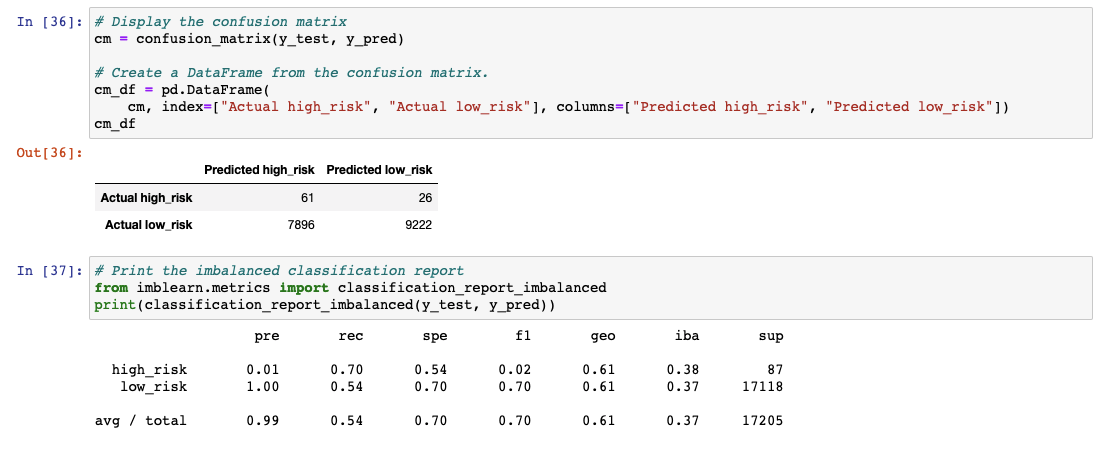 In [36]: # Display the confusion matrix
cm = confusion_matrix(y_test, y_pred)
# Create a DataFrame from the confusion matrix.
cm_df = pd.DataFrame(
cm, index=["Actual high_risk", "Actual low_risk"], columns=["Predicted high_risk", "Predicted low_risk"])
cm_df
Out[36]:
Predicted high_risk Predicted low_risk
Actual high_risk 61 26
Actual low_risk 7896 9222
In [37]: # Print the imbalanced classification report
from imblearn.metrics import classification_report_imbalanced
print(classification_report_imbalanced(y_test, y_pred))
pre rec spe f1 geo iba sup
high_risk 0.01 0.70 0.54 0.02 0.61 0.38 87
low_risk 1.00 0.54 0.70 0.70 0.61 0.37 17118
avg / total 0.99 0.54 0.70 0.70 0.61 0.37 17205